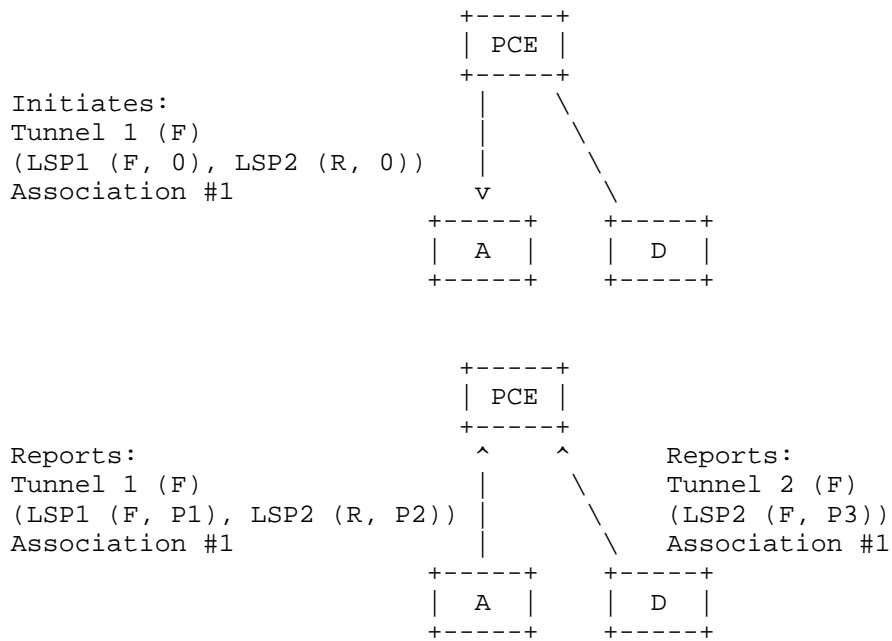 PCE
Initiates:
Tunnel 1 (F)
(LSP1 (F, 0), LSP2 (R, 0))
Association #1
v
A D
PCE
Reports: ^ ^ Reports:
Tunnel 1 (F) Tunnel 2 (F)
(LSP1 (F, P1), LSP2 (R, P2)) (LSP2 (F, P3))
Association #1 Association #1
A D